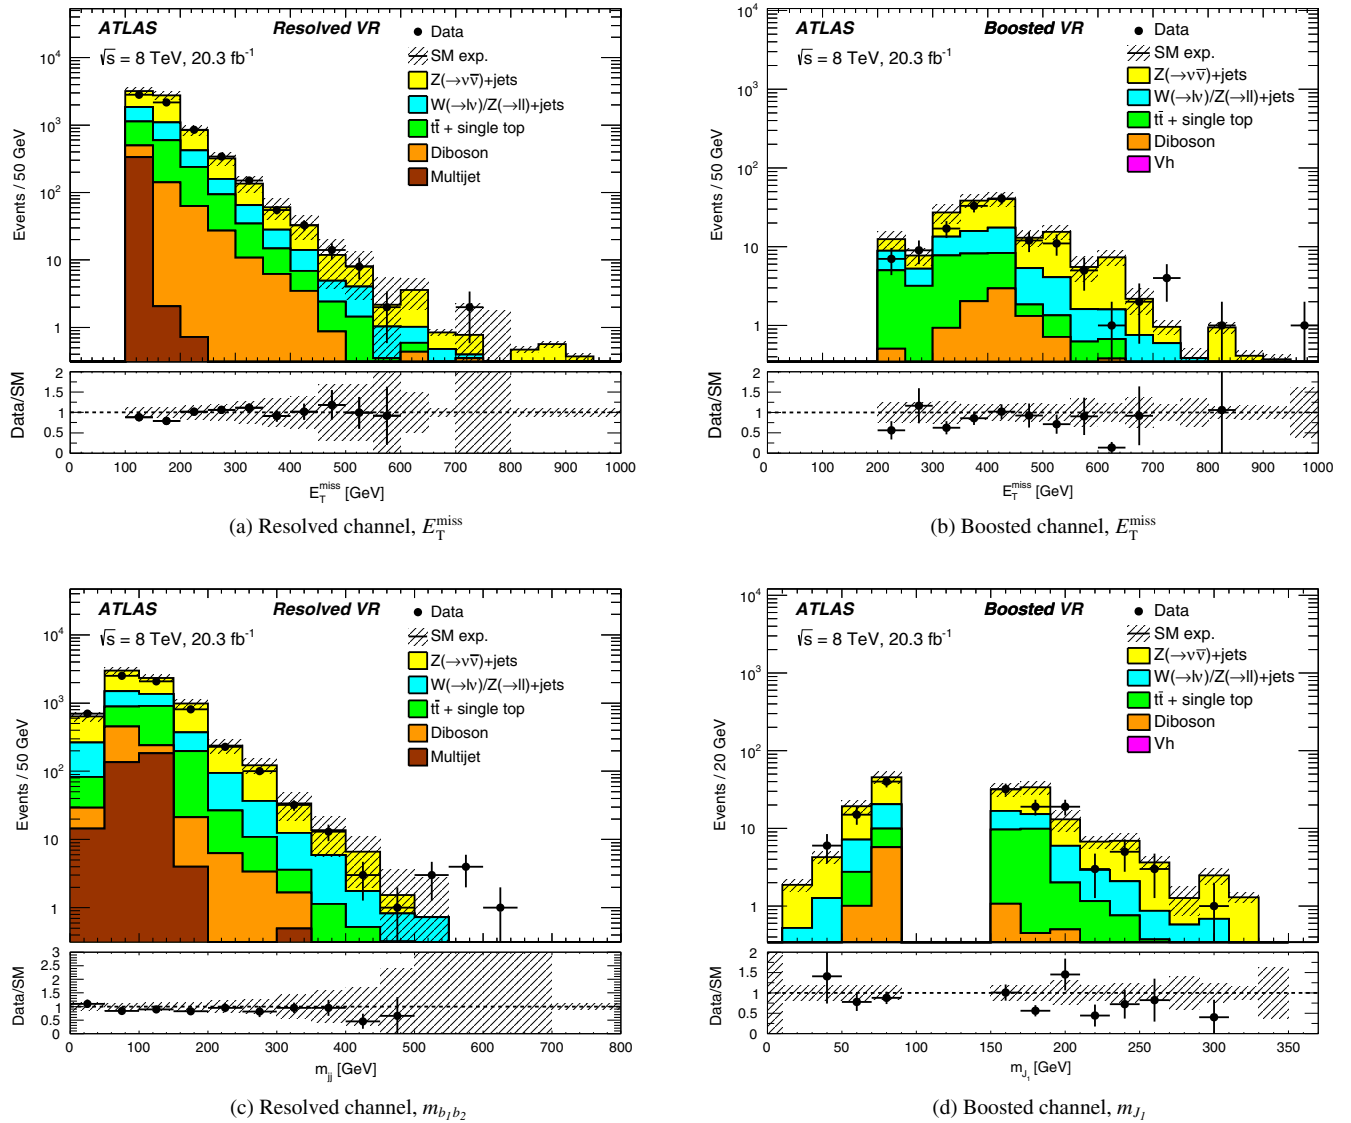 ATLAS Resolved VR
√s = 8 TeV, 20.3 fb⁻¹
Data
SM exp.
Z(→νν̄)+jets
W(→lν)/Z(→ll)+jets
tt̄ + single top
Diboson
Multijet
Events / 50 GeV
10⁴
10³
10²
10
1
Data/SM
2
1.5
1
0.5
0
0 100 200 300 400 500 600 700 800 900 1000
E_T^miss [GeV]
(a) Resolved channel, E_T^miss
ATLAS Boosted VR
√s = 8 TeV, 20.3 fb⁻¹
Data
SM exp.
Z(→νν̄)+jets
W(→lν)/Z(→ll)+jets
tt̄ + single top
Diboson
Vh
Events / 50 GeV
10⁴
10³
10²
10
1
Data/SM
2
1.5
1
0.5
0
0 100 200 300 400 500 600 700 800 900 1000
E_T^miss [GeV]
(b) Boosted channel, E_T^miss
ATLAS Resolved VR
√s = 8 TeV, 20.3 fb⁻¹
Data
SM exp.
Z(→νν̄)+jets
W(→lν)/Z(→ll)+jets
tt̄ + single top
Diboson
Multijet
Events / 50 GeV
10⁴
10³
10²
10
1
Data/SM
3
2.5
2
1.5
1
0.5
0
0 100 200 300 400 500 600 700 800
m_jj [GeV]
(c) Resolved channel, m_b₁b₂
ATLAS Boosted VR
√s = 8 TeV, 20.3 fb⁻¹
Data
SM exp.
Z(→νν̄)+jets
W(→lν)/Z(→ll)+jets
tt̄ + single top
Diboson
Vh
Events / 20 GeV
10⁴
10³
10²
10
1
Data/SM
2
1.5
1
0.5
0
0 50 100 150 200 250 300 350
m_J₁ [GeV]
(d) Boosted channel, m_J₁